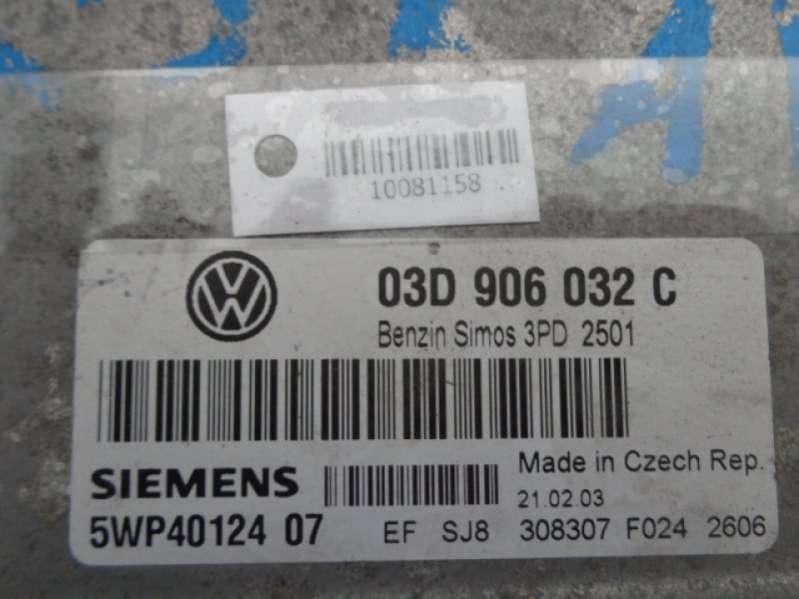 10081158
03D 906 032 C
Benzin Simos 3PD 2501
SIEMENS
Made in Czech Rep.
21.02.03
5WP40124 07 EF SJ8 308307 F024 2606